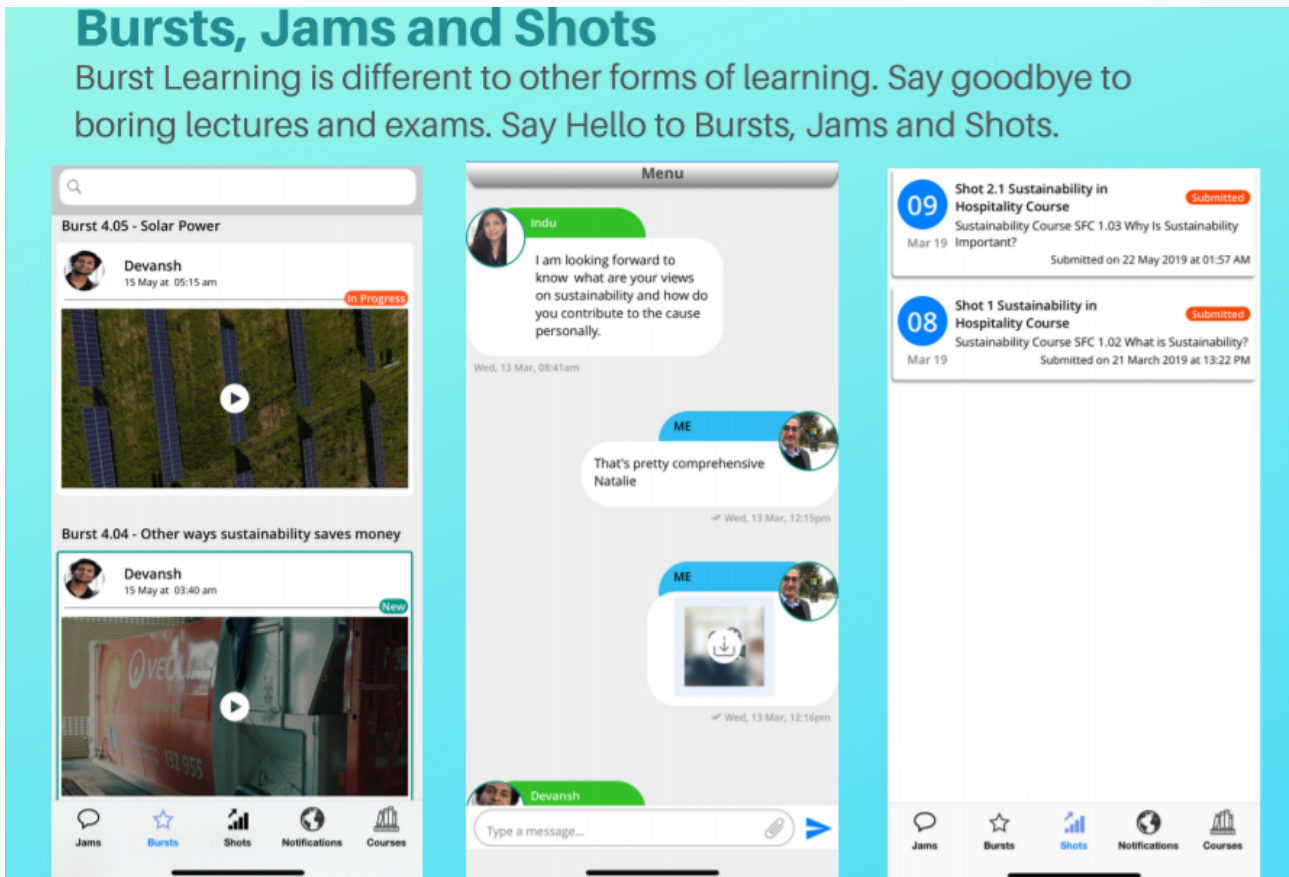 Bursts, Jams and Shots
Burst Learning is different to other forms of learning. Say goodbye to
boring lectures and exams. Say Hello to Bursts, Jams and Shots.
Burst 4.05 - Solar Power
Devansh
15 May at 05:15 am
In Progress
Burst 4.04 - Other ways sustainability saves money
Devansh
15 May at 03:40 am
New
VEOLIA
132 955
Jams
Bursts
Shots
Notifications
Courses
Menu
Indu
I am looking forward to
know what are your views
on sustainability and how do
you contribute to the cause
personally.
Wed, 13 Mar, 08:41am
ME
That's pretty comprehensive
Natalie
Wed, 13 Mar, 12:15pm
ME
Wed, 13 Mar, 12:16pm
Devansh
Type a message...
09
Mar 19
Shot 2.1 Sustainability in
Hospitality Course
Submitted
Sustainability Course SFC 1.03 Why Is Sustainability
Important?
Submitted on 22 May 2019 at 01:57 AM
08
Mar 19
Shot 1 Sustainability in
Hospitality Course
Submitted
Sustainability Course SFC 1.02 What is Sustainability?
Submitted on 21 March 2019 at 13:22 PM
Jams
Bursts
Shots
Notifications
Courses